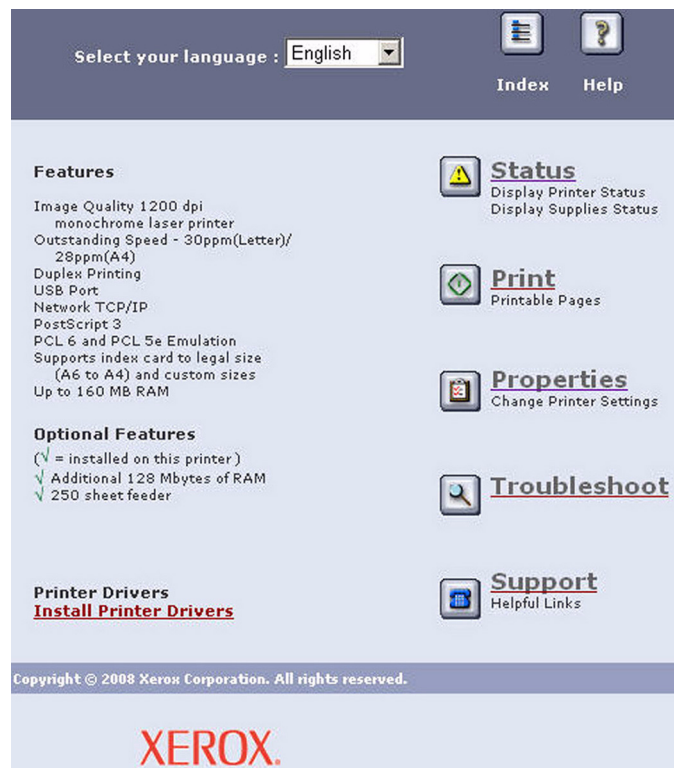 Select your language : English
Index
Help
Features
Image Quality 1200 dpi
monochrome laser printer
Outstanding Speed - 30ppm(Letter)/
28ppm(A4)
Duplex Printing
USB Port
Network TCP/IP
PostScript 3
PCL 6 and PCL 5e Emulation
Supports index card to legal size
(A6 to A4) and custom sizes
Up to 160 MB RAM
Optional Features
(√ = installed on this printer)
√ Additional 128 Mbytes of RAM
√ 250 sheet feeder
Printer Drivers
Install Printer Drivers
Status
Display Printer Status
Display Supplies Status
Print
Printable Pages
Properties
Change Printer Settings
Troubleshoot
Support
Helpful Links
Copyright © 2008 Xerox Corporation. All rights reserved.
XEROX.